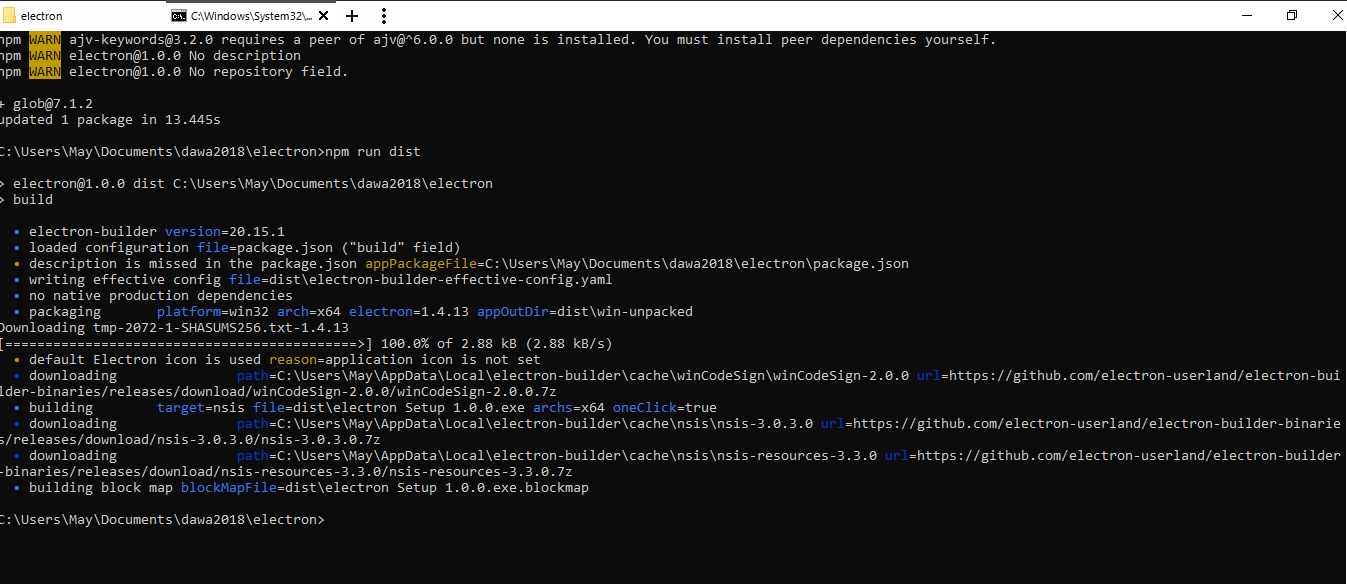 electron
C:\Windows\System32\...
npm WARN ajv-keywords@3.2.0 requires a peer of ajv@^6.0.0 but none is installed. You must install peer dependencies yourself.
npm WARN electron@1.0.0 No description
npm WARN electron@1.0.0 No repository field.
+ glob@7.1.2
updated 1 package in 13.445s
C:\Users\May\Documents\dawa2018\electron>npm run dist
> electron@1.0.0 dist C:\Users\May\Documents\dawa2018\electron
> build
• electron-builder version=20.15.1
• loaded configuration file=package.json ("build" field)
• description is missed in the package.json appPackageFile=C:\Users\May\Documents\dawa2018\electron\package.json
• writing effective config file=dist\electron-builder-effective-config.yaml
• no native production dependencies
• packaging platform=win32 arch=x64 electron=1.4.13 appOutDir=dist\win-unpacked
Downloading tmp-2072-1-SHASUMS256.txt-1.4.13
[============================================>] 100.0% of 2.88 kB (2.88 kB/s)
• default Electron icon is used reason=application icon is not set
• downloading path=C:\Users\May\AppData\Local\electron-builder\cache\winCodeSign\winCodeSign-2.0.0 url=https://github.com/electron-userland/electron-bui
lder-binaries/releases/download/winCodeSign-2.0.0/winCodeSign-2.0.0.7z
• building target=nsis file=dist\electron Setup 1.0.0.exe archs=x64 oneClick=true
• downloading path=C:\Users\May\AppData\Local\electron-builder\cache\nsis\nsis-3.0.3.0 url=https://github.com/electron-userland/electron-builder-binarie
s/releases/download/nsis-3.0.3.0/nsis-3.0.3.0.7z
• downloading path=C:\Users\May\AppData\Local\electron-builder\cache\nsis\nsis-resources-3.3.0 url=https://github.com/electron-userland/electron-builder
-binaries/releases/download/nsis-resources-3.3.0/nsis-resources-3.3.0.7z
• building block map blockMapFile=dist\electron Setup 1.0.0.exe.blockmap
C:\Users\May\Documents\dawa2018\electron>